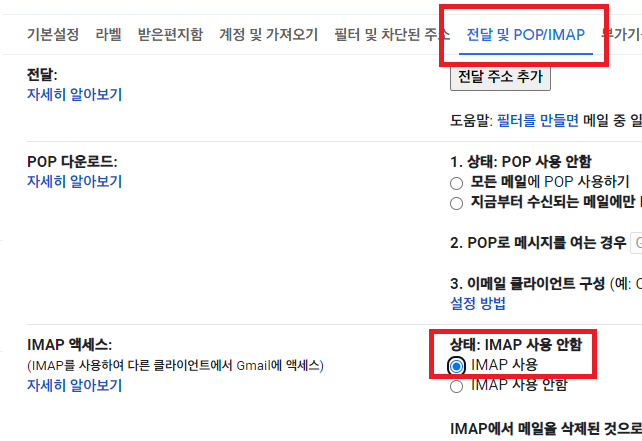 기본설정 라벨 받은편지함 계정 및 가져오기 필터 및 차단된 주소 전달 및 POP/IMAP 부가기
전달:
자세히 알아보기
전달 주소 추가
도움말: 필터를 만들면 메일 중 일
POP 다운로드:
자세히 알아보기
1. 상태: POP 사용 안함
모든 메일에 POP 사용하기
지금부터 수신되는 메일에만
2. POP로 메시지를 여는 경우
3. 이메일 클라이언트 구성 (예:
설정 방법
IMAP 액세스:
(IMAP를 사용하여 다른 클라이언트에서 Gmail에 액세스)
자세히 알아보기
상태: IMAP 사용 안함
IMAP 사용
IMAP 사용 안함
IMAP에서 메일을 삭제된 것으로